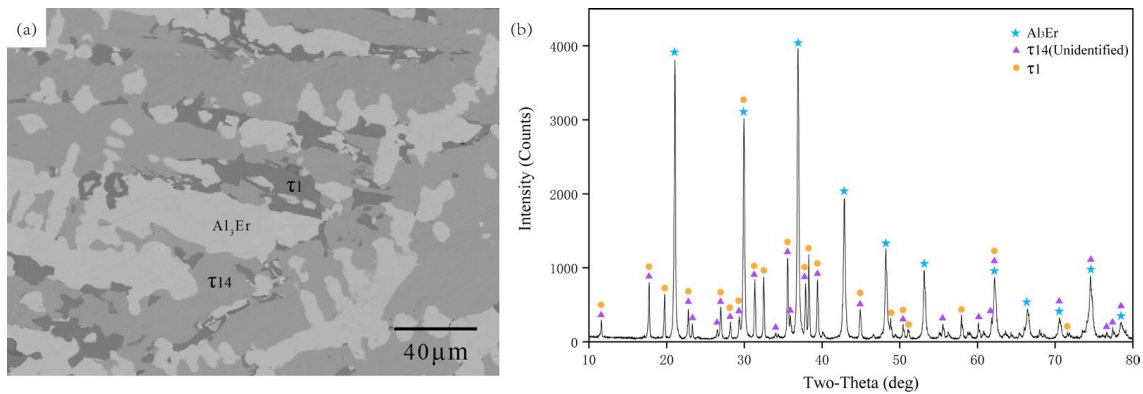 (a)
τ1
Al₃Er
τ14
40μm
(b)
Al₃Er
τ14(Unidentified)
τ1
Intensity (Counts)
4000
3000
2000
1000
0
10 20 30 40 50 60 70 80
Two-Theta (deg)